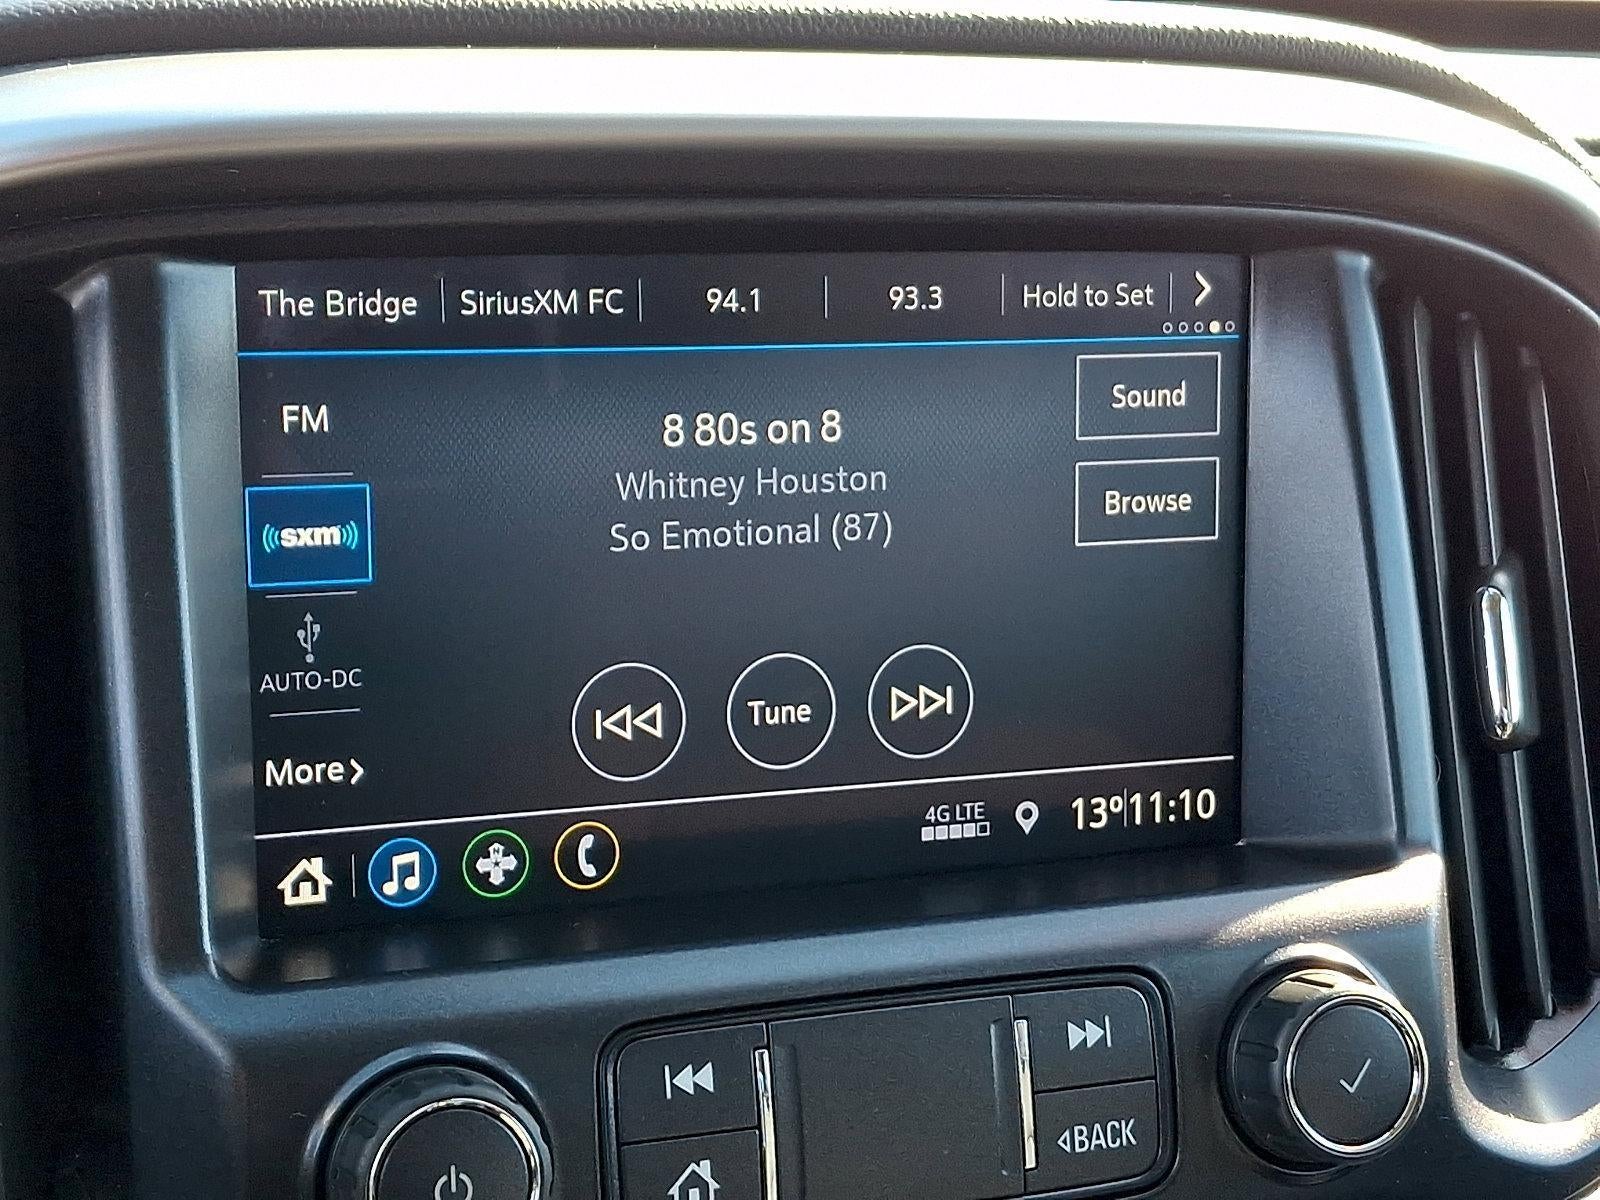 The Bridge SiriusXM FC 94.1 93.3 Hold to Set
FM
8 80s on 8
Sound
Whitney Houston
Browse
So Emotional (87)
sxm
AUTO-DC
Tune
More
4G LTE
13° 11:10
N
BACK